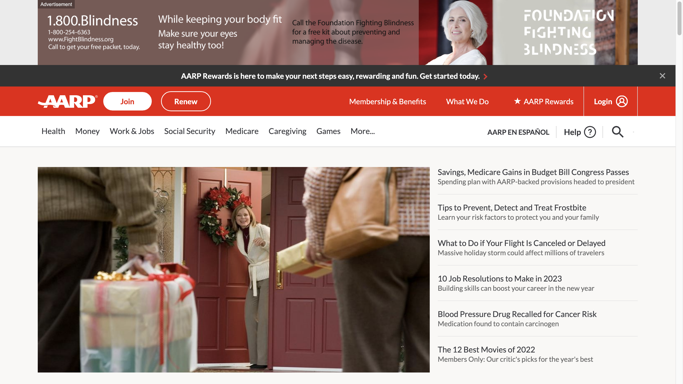 Advertisement
1.800.Blindness
1-800-254-6363
www.FightBlindness.org
Call to get your free packet, today.
While keeping your body fit
Make sure your eyes
stay healthy too!
Call the Foundation Fighting Blindness
for a free kit about preventing and
managing the disease.
FOUNDATION
FIGHTING
BLINDNESS
AARP Rewards is here to make your next steps easy, rewarding and fun. Get started today.
AARP
Join
Renew
Membership & Benefits
What We Do
AARP Rewards
Login
Health
Money
Work & Jobs
Social Security
Medicare
Caregiving
Games
More...
AARP EN ESPAÑOL
Help ?
Savings, Medicare Gains in Budget Bill Congress Passes
Spending plan with AARP-backed provisions headed to president
Tips to Prevent, Detect and Treat Frostbite
Learn your risk factors to protect you and your family
What to Do if Your Flight Is Canceled or Delayed
Massive holiday storm could affect millions of travelers
10 Job Resolutions to Make in 2023
Building skills can boost your career in the new year
Blood Pressure Drug Recalled for Cancer Risk
Medication found to contain carcinogen
The 12 Best Movies of 2022
Members Only: Our critic's picks for the year's best